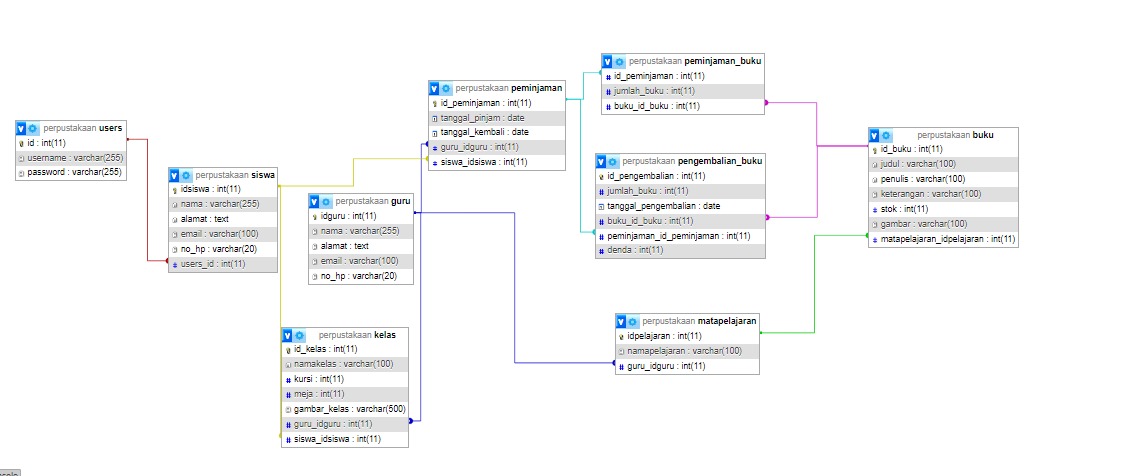 perpustakaan users
id : int(11)
username : varchar(255)
password : varchar(255)
perpustakaan siswa
idsiswa : int(11)
nama : varchar(255)
alamat : text
email : varchar(100)
no_hp : varchar(20)
users_id : int(11)
perpustakaan guru
idguru : int(11)
nama : varchar(255)
alamat : text
email : varchar(100)
no_hp : varchar(20)
perpustakaan kelas
id_kelas : int(11)
namakelas : varchar(100)
kursi : int(11)
meja : int(11)
gambar_kelas : varchar(500)
guru_idguru : int(11)
siswa_idsiswa : int(11)
perpustakaan peminjaman
id_peminjaman : int(11)
tanggal_pinjam : date
tanggal_kembali : date
guru_idguru : int(11)
siswa_idsiswa : int(11)
perpustakaan peminjaman_buku
id_peminjaman : int(11)
jumlah_buku : int(11)
buku_id_buku : int(11)
perpustakaan pengembalian_buku
id_pengembalian : int(11)
jumlah_buku : int(11)
tanggal_pengembalian : date
buku_id_buku : int(11)
peminjaman_id_peminjaman : int(11)
denda : int(11)
perpustakaan matapelajaran
idpelajaran : int(11)
namapelajaran : varchar(100)
guru_idguru : int(11)
perpustakaan buku
id_buku : int(11)
judul : varchar(100)
penulis : varchar(100)
keterangan : varchar(100)
stok : int(11)
gambar : varchar(100)
matapelajaran_idpelajaran : int(11)